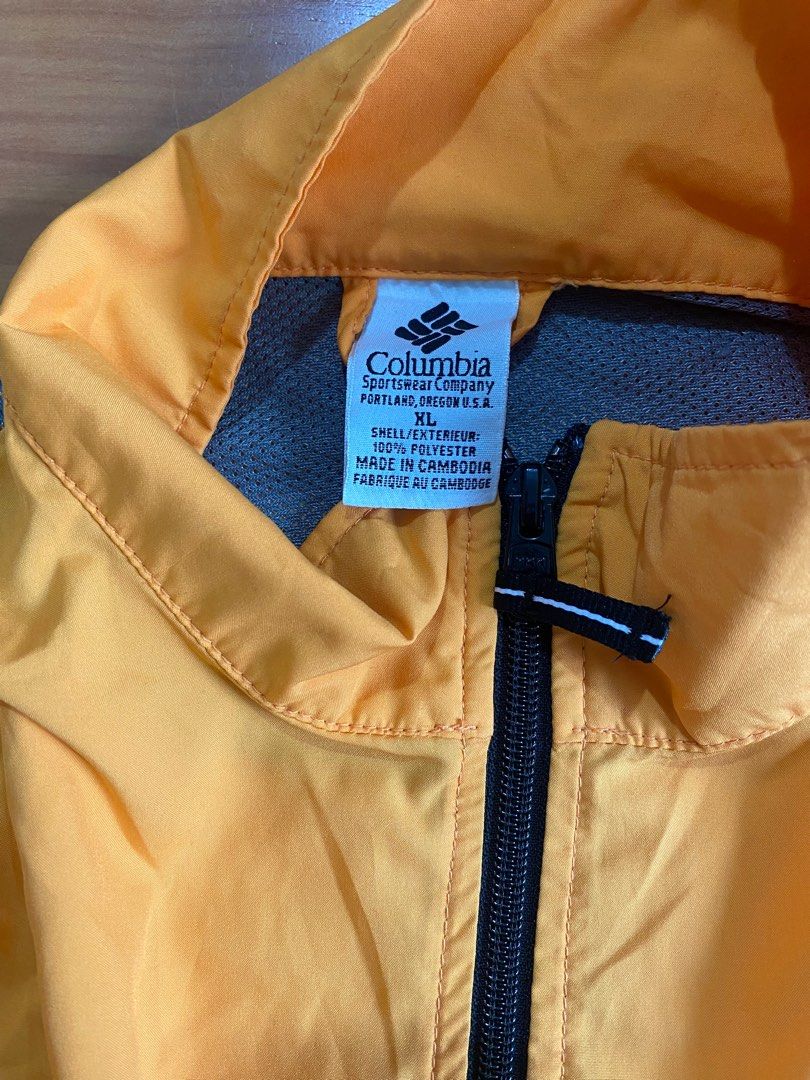 Columbia
Sportswear Company
PORTLAND, OREGON U.S.A.
XL
SHELL/EXTERIEUR:
100% POLYESTER
MADE IN CAMBODIA
FABRIQUE AU CAMBODGE